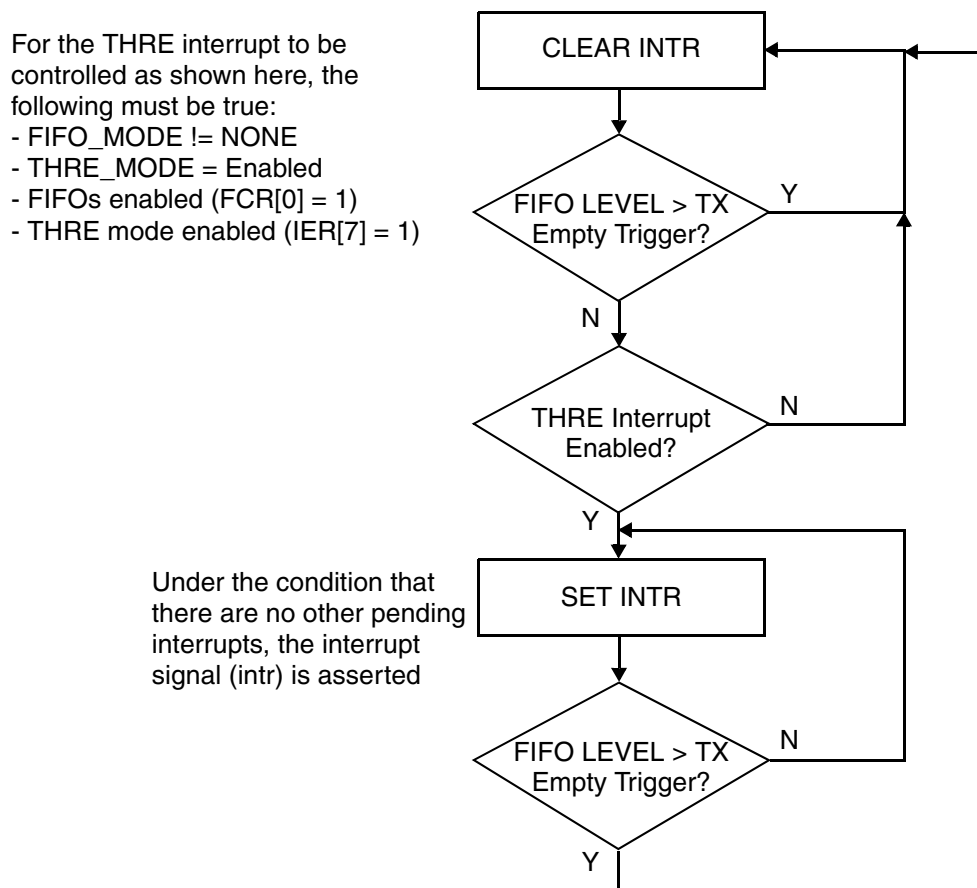 For the THRE interrupt to be
controlled as shown here, the
following must be true:
- FIFO_MODE != NONE
- THRE_MODE = Enabled
- FIFOs enabled (FCR[0] = 1)
- THRE mode enabled (IER[7] = 1)
CLEAR INTR
FIFO LEVEL > TX
Empty Trigger?
Y
N
THRE Interrupt
Enabled?
N
Y
Under the condition that
there are no other pending
interrupts, the interrupt
signal (intr) is asserted
SET INTR
FIFO LEVEL > TX
Empty Trigger?
N
Y